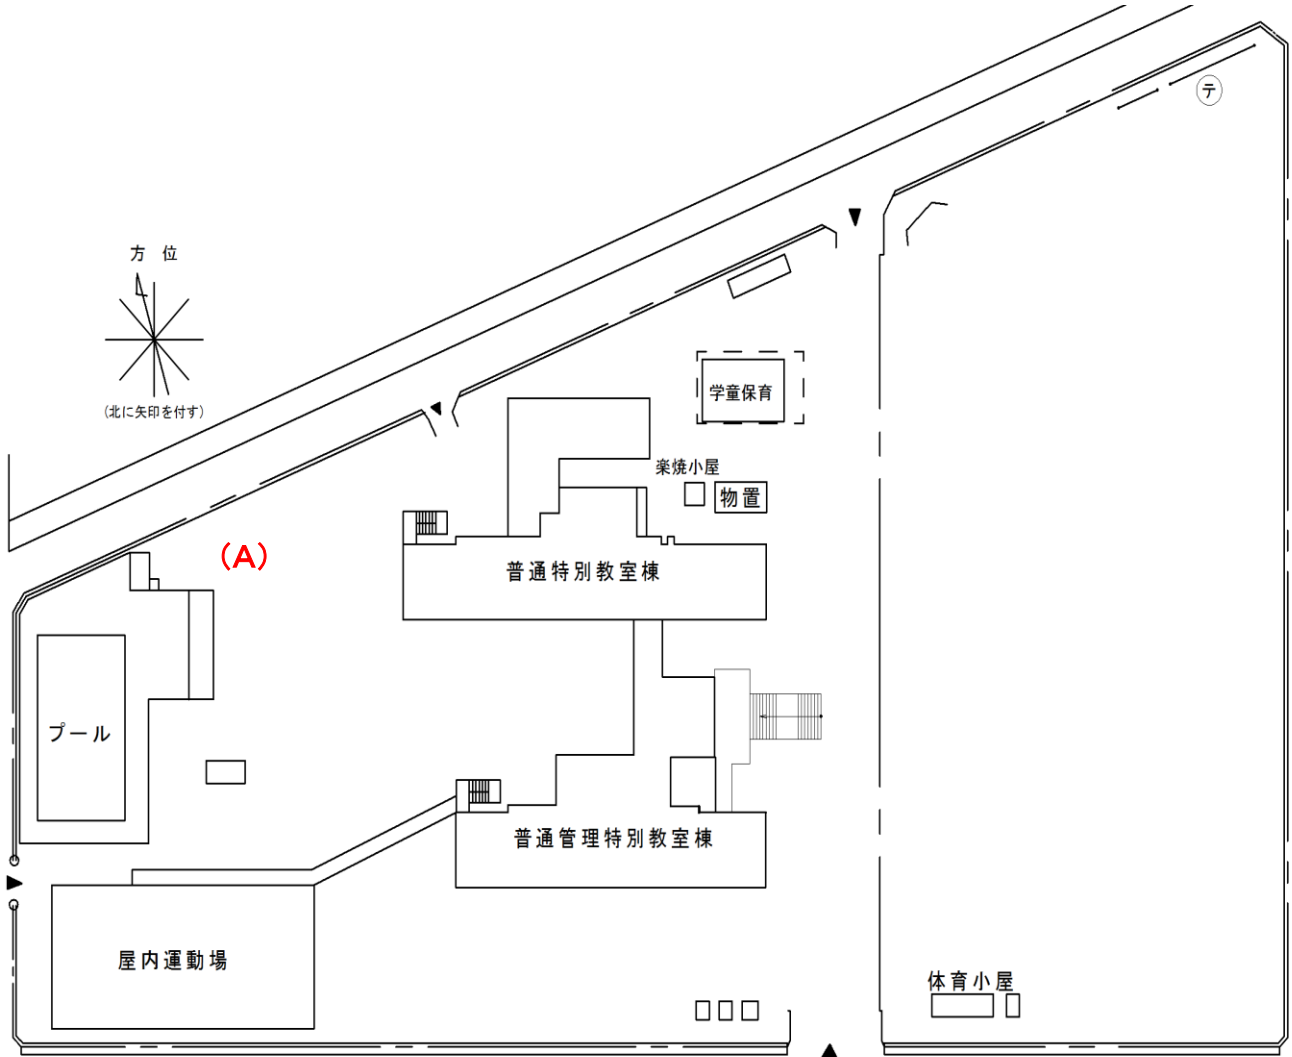 テ
方 位
(北に矢印を付す)
学童保育
楽焼小屋
物置
(A)
普通特別教室棟
プール
普通管理特別教室棟
屋内運動場
体育小屋